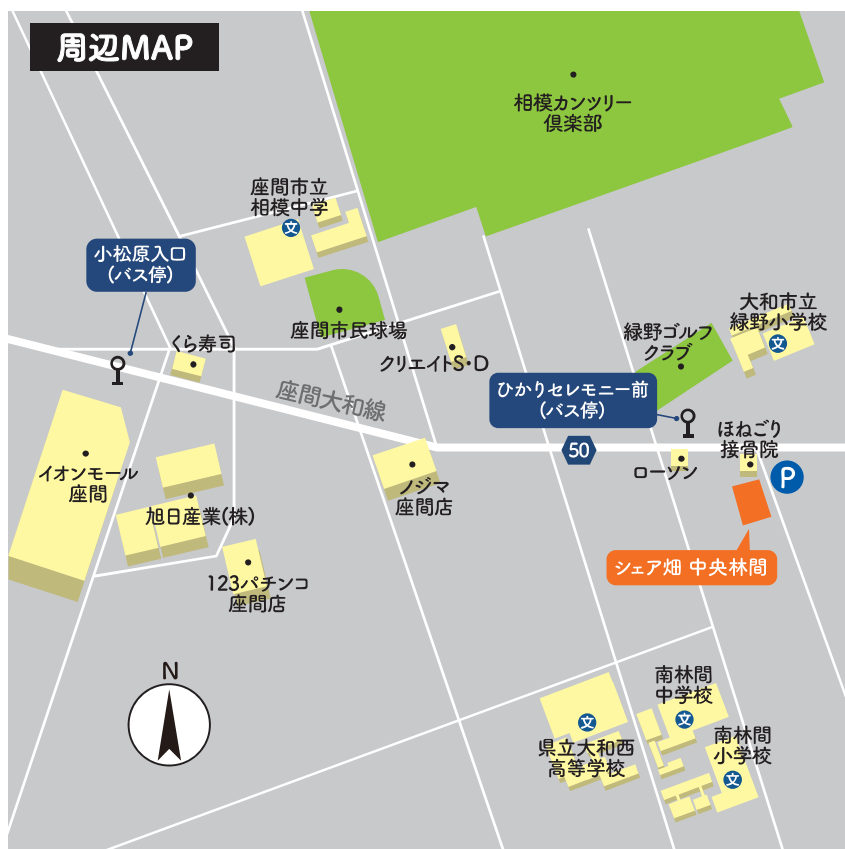 周辺MAP
相模カンツリー
倶楽部
座間市立
相模中学
文
小松原入口
(バス停)
座間市民球場
くら寿司
クリエイトS・D
大和市立
緑野小学校
文
緑野ゴルフ
クラブ
ひかりセレモニー前
(バス停)
座間大和線
50
ほねごり
接骨院
ローソン
P
イオンモール
座間
ノジマ
座間店
旭日産業(株)
シェア畑 中央林間
123パチンコ
座間店
N
南林間
中学校
文
県立大和西
高等学校
文
南林間
小学校
文